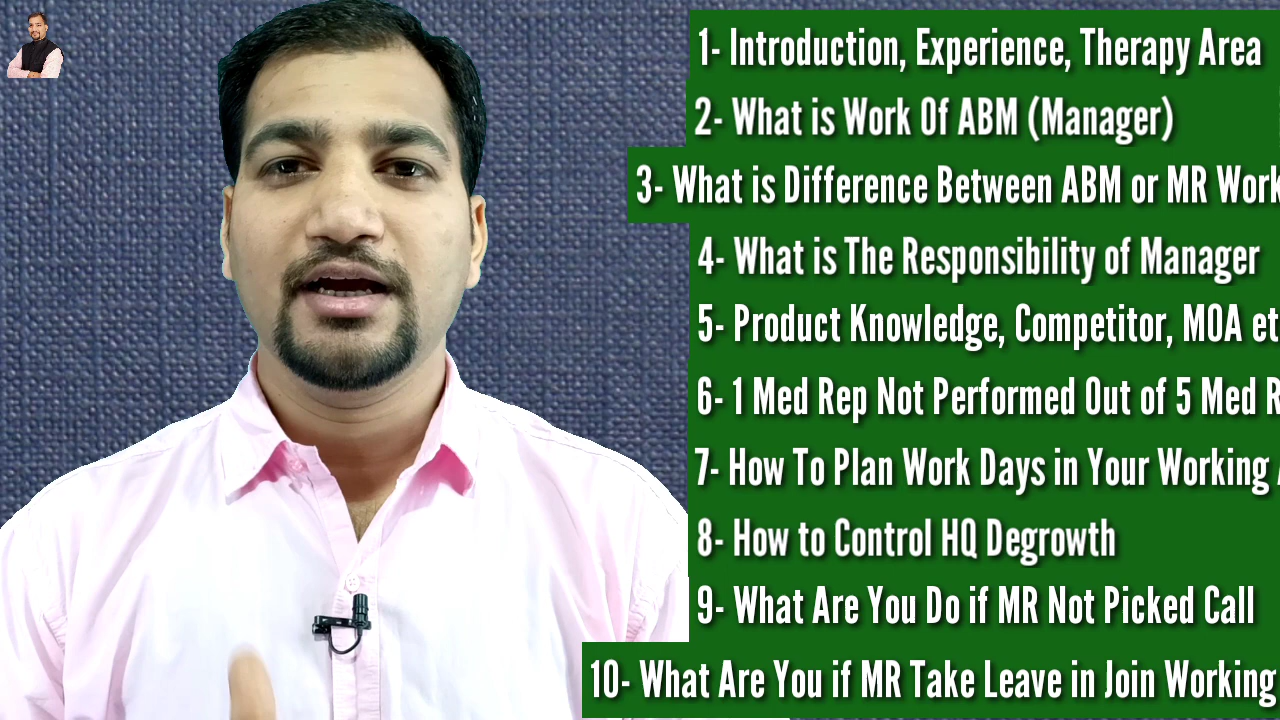 1- Introduction, Experience, Therapy Area
2- What is Work Of ABM (Manager)
3- What is Difference Between ABM or MR Work
4- What is The Responsibility of Manager
5- Product Knowledge, Competitor, MOA et
6- 1 Med Rep Not Performed Out of 5 Med R
7- How To Plan Work Days in Your Working
8- How to Control HQ Degrowth
9- What Are You Do if MR Not Picked Call
10- What Are You if MR Take Leave in Join Working